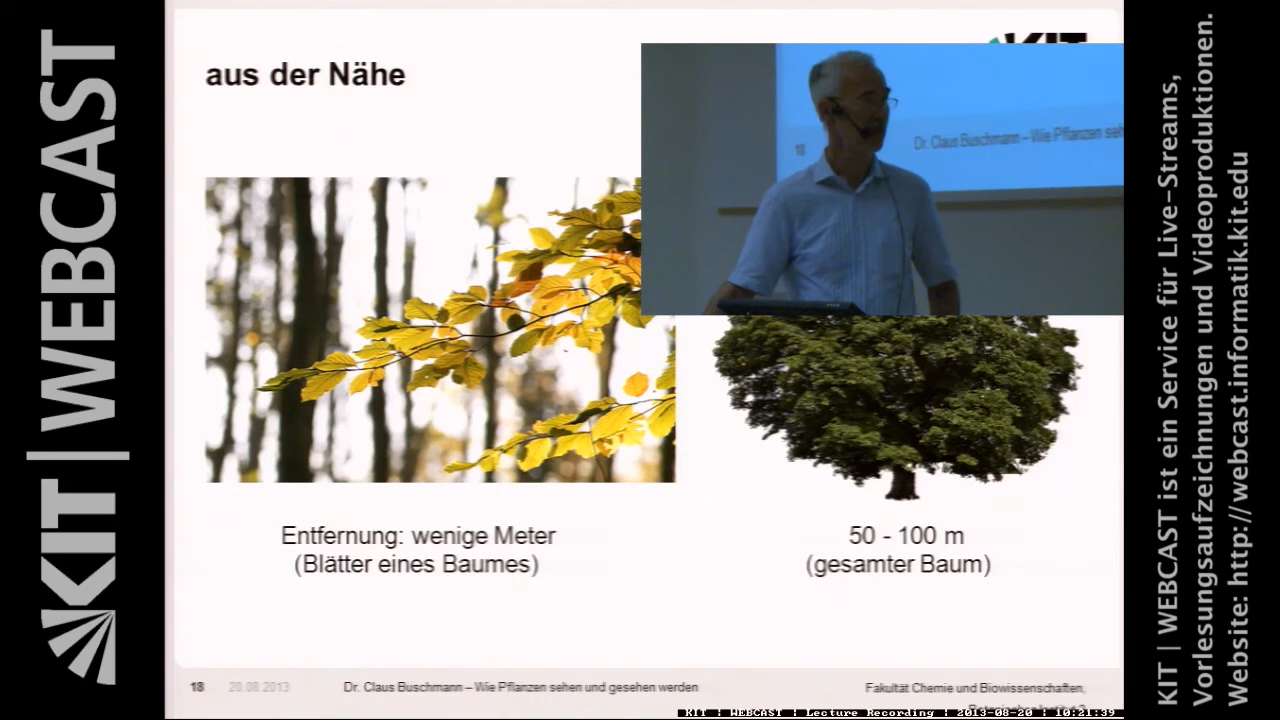 KIT | WEBCAST
aus der Nähe
KIT
18
Dr. Claus Buschmann – Wie Pflanzen seh
Entfernung: wenige Meter
(Blätter eines Baumes)
50 - 100 m
(gesamter Baum)
18
20.08.2013
Dr. Claus Buschmann – Wie Pflanzen sehen und gesehen werden
Fakultät Chemie und Biowissenschaften,
KIT : WEBCAST : Lecture Recording : 2013-08-20 : 10:21:39
KIT | WEBCAST ist ein Service für Live-Streams,
Vorlesungsaufzeichnungen und Videoproduktionen.
Website: http://webcast.informatik.kit.edu